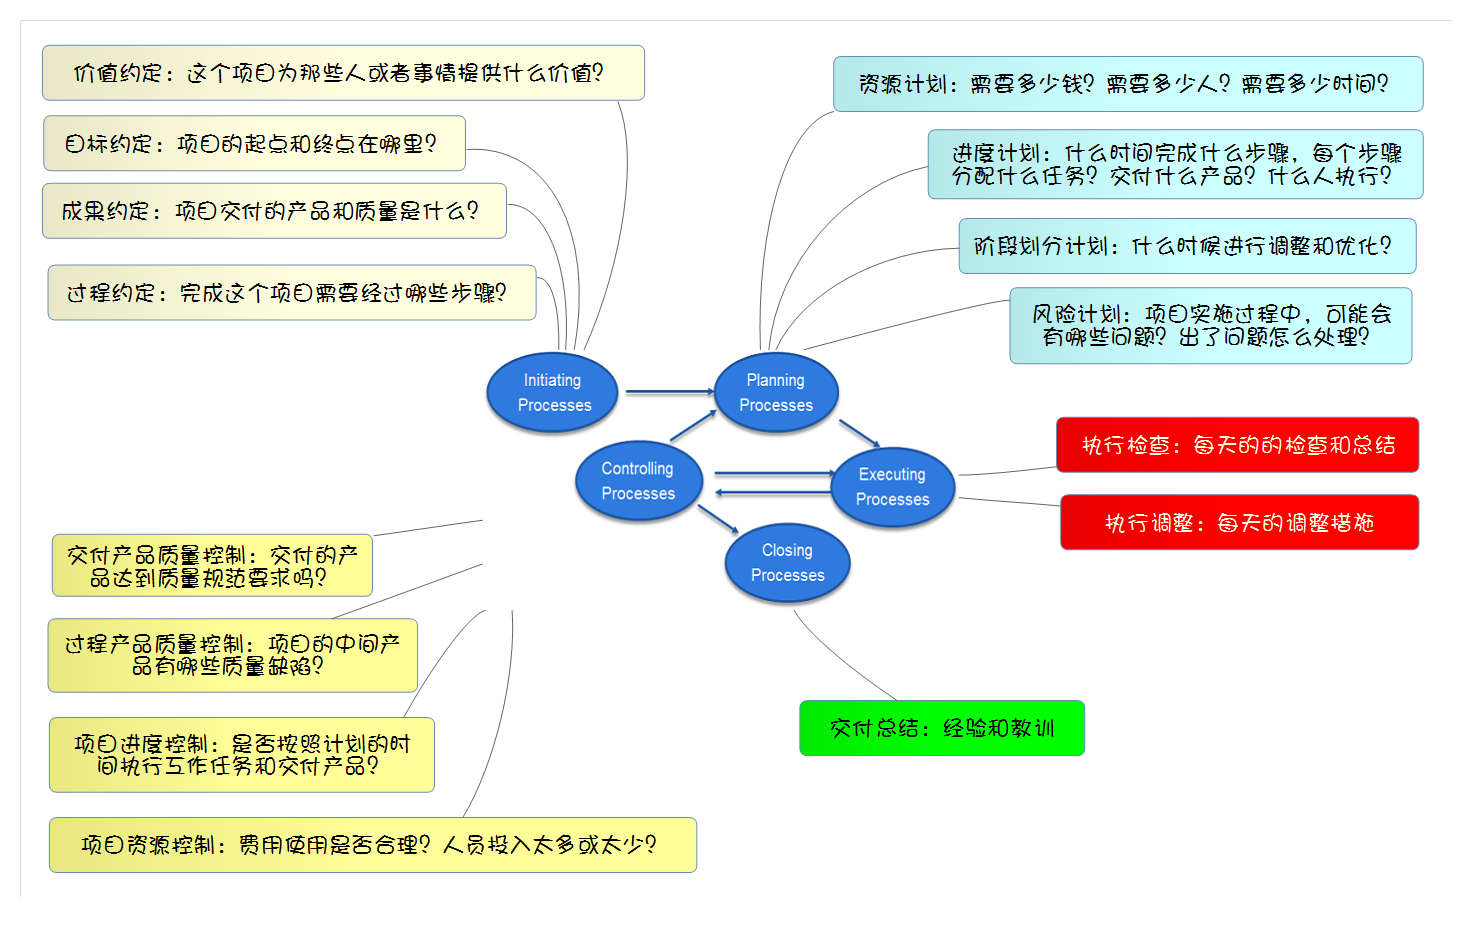 价值约定：这个项目为那些人或者事情提供什么价值？
目标约定：项目的起点和终点在哪里？
成果约定：项目交付的产品和质量是什么？
过程约定：完成这个项目需要经过哪些步骤？
资源计划：需要多少钱？需要多少人？需要多少时间？
进度计划：什么时间完成什么步骤，每个步骤
分配什么任务？交付什么产品？什么人执行？
阶段划分计划：什么时候进行调整和优化？
风险计划：项目实施过程中，可能会
有哪些问题？出了问题怎么处理？
Initiating
Processes
Planning
Processes
Controlling
Processes
Executing
Processes
Closing
Processes
执行检查：每天的的检查和总结
执行调整：每天的调整措施
交付产品质量控制：交付的产
品达到质量规范要求吗？
过程产品质量控制：项目的中间产
品有哪些质量缺陷？
项目进度控制：是否按照计划的时
间执行互作任务和交付产品？
项目资源控制：费用使用是否合理？人员投入太多或太少？
交付总结：经验和教训